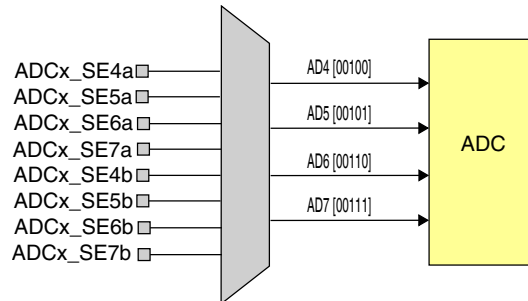 ADCx_SE4a
ADCx_SE5a
ADCx_SE6a
ADCx_SE7a
ADCx_SE4b
ADCx_SE5b
ADCx_SE6b
ADCx_SE7b
AD4 [00100]
AD5 [00101]
AD6 [00110]
AD7 [00111]
ADC